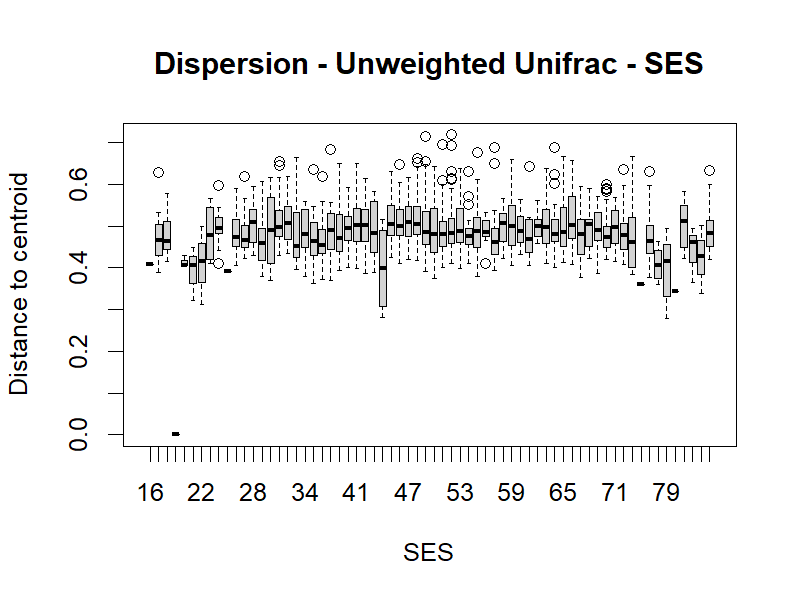 Dispersion - Unweighted Unifrac - SES
Distance to centroid
0.6
0.4
0.2
0.0
16 22 28 34 41 47 53 59 65 71 79
SES